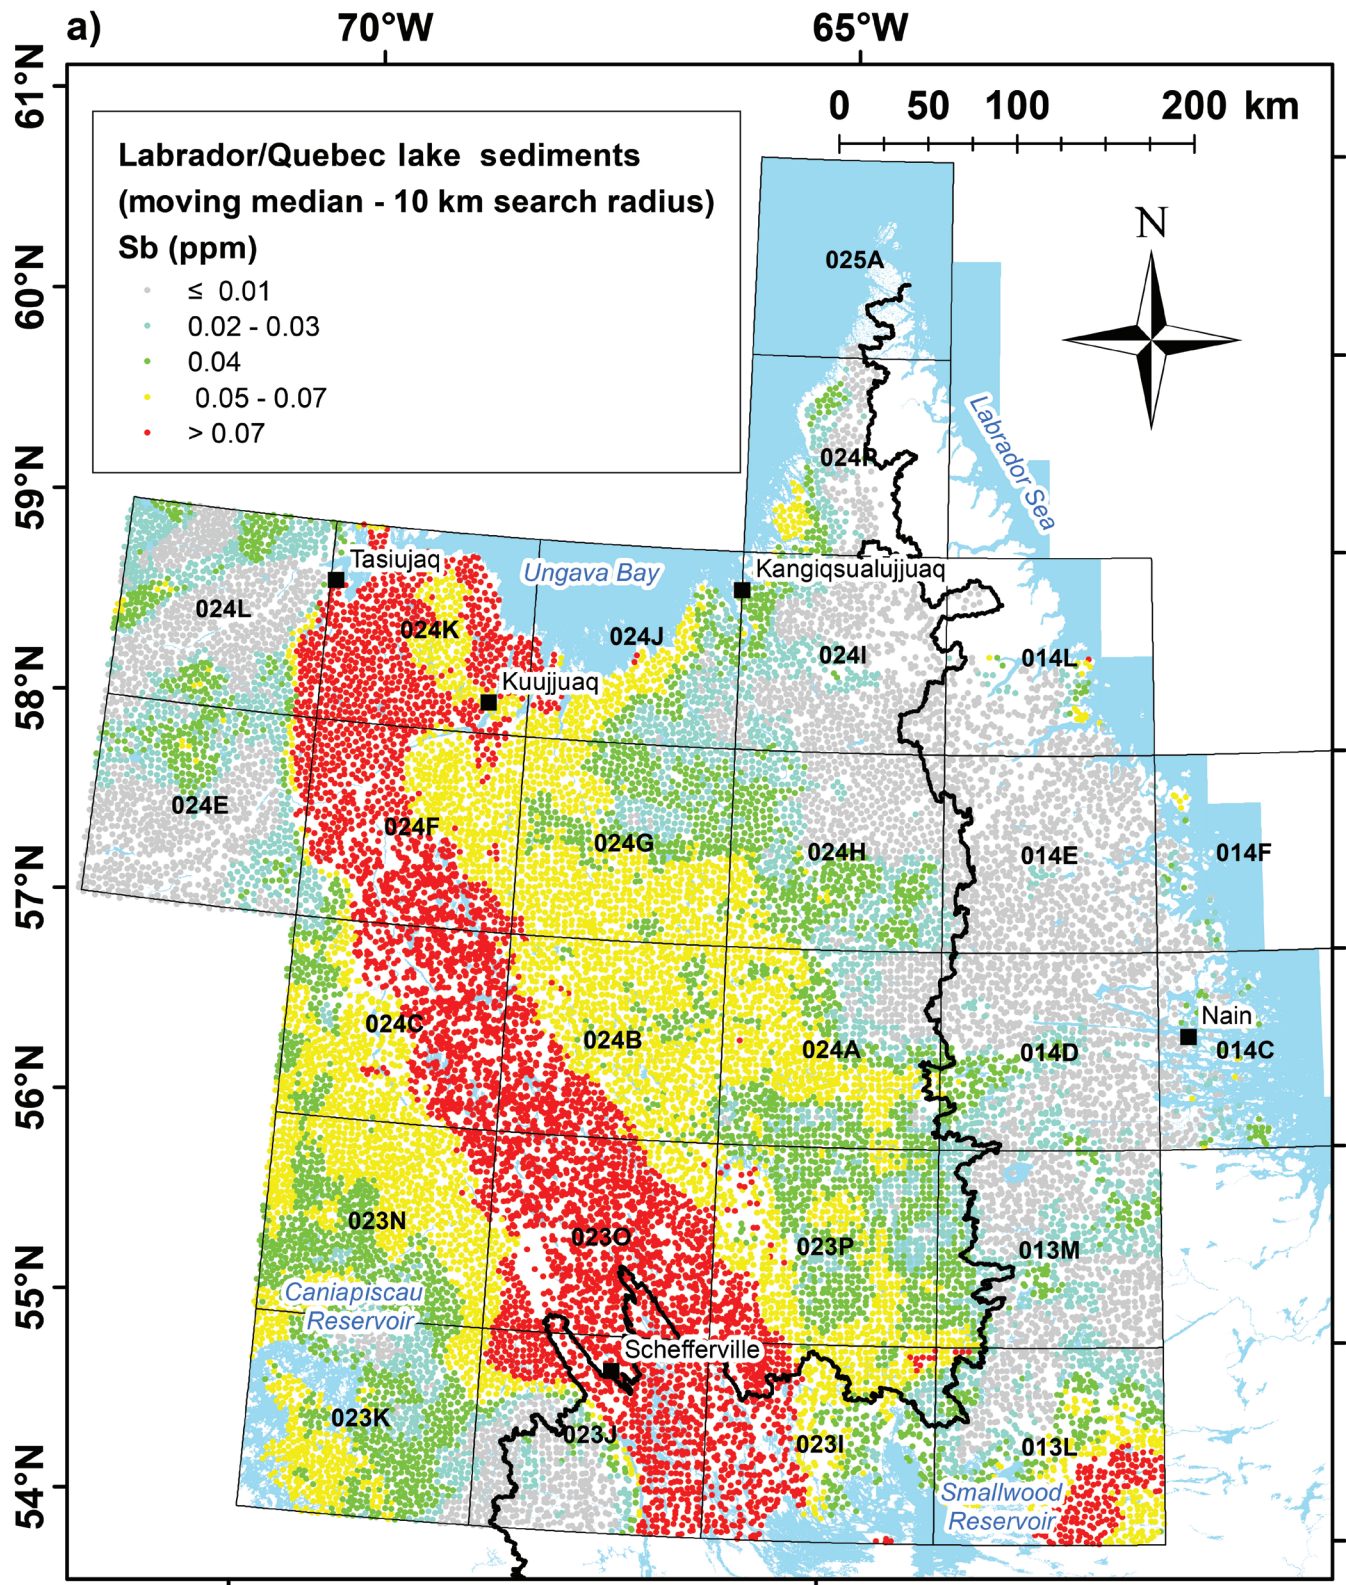 a)
70°W
65°W
61°N
60°N
59°N
58°N
57°N
56°N
55°N
54°N
0 50 100 200 km
Labrador/Quebec lake sediments
(moving median - 10 km search radius)
Sb (ppm)
≤ 0.01
0.02 - 0.03
0.04
0.05 - 0.07
> 0.07
N
025A
Labrador Sea
024P
Tasiujaq
Ungava Bay
Kangiqsualujjuaq
024L
024K
024J
024I
014L
Kuujjuaq
024E
024F
024G
024H
014E
014F
Nain
024C
024B
024A
014D
014C
023N
023O
023P
013M
Caniapiscau
Reservoir
Schefferville
023K
023J
023I
013L
Smallwood
Reservoir